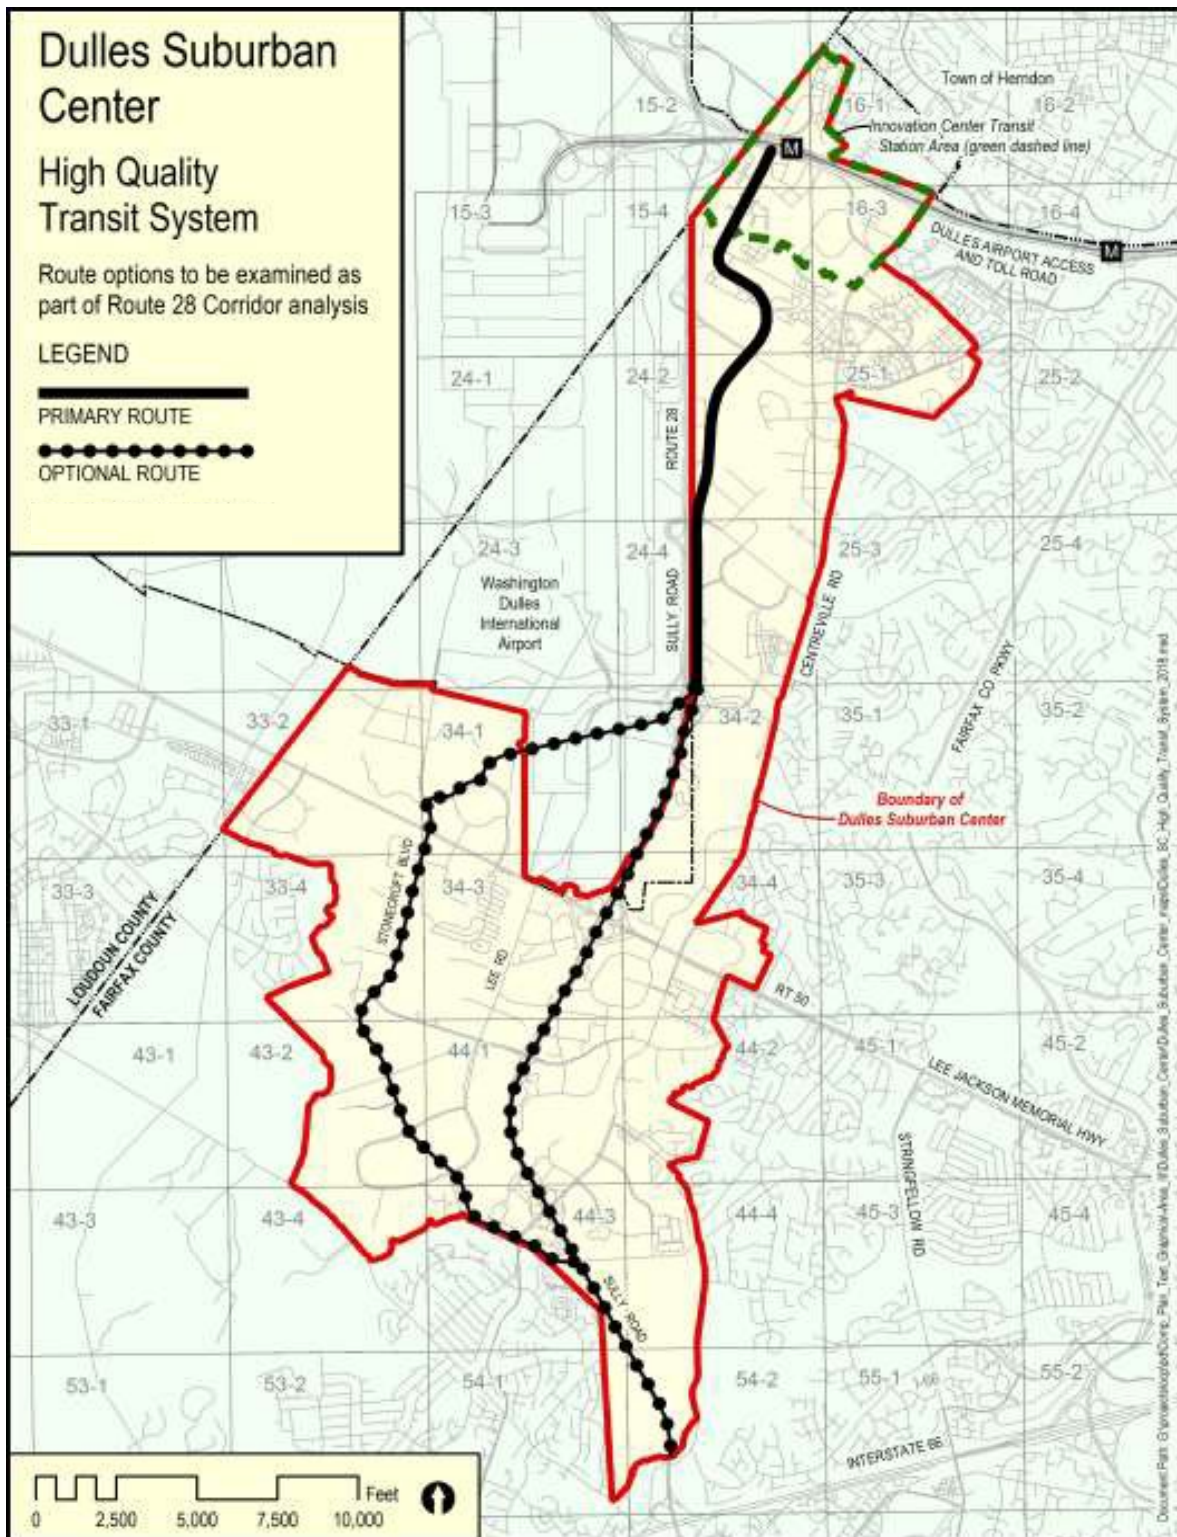 Dulles Suburban
Center
High Quality
Transit System
Route options to be examined as
part of Route 28 Corridor analysis
LEGEND
PRIMARY ROUTE
OPTIONAL ROUTE
Town of Herndon
15-2
16-1
16-2
Innovation Center Transit
Station Area (green dashed line)
M
15-3
15-4
16-3
16-4
DULLES AIRPORT ACCESS
AND TOLL ROAD
M
24-1
24-2
25-1
25-2
ROUTE 28
24-3
24-4
25-3
25-4
Washington
Dulles
International
Airport
SULLY ROAD
CENTREVILLE RD
FAIRFAX CO PKWY
33-1
33-2
34-1
34-2
35-1
35-2
Boundary of
Dulles Suburban Center
STONECROFT BLVD
33-3
33-4
34-3
34-4
35-3
35-4
LOUDOUN COUNTY
FAIRFAX COUNTY
LEE RD
RT 50
43-1
43-2
44-1
44-2
45-1
45-2
LEE JACKSON MEMORIAL HWY
STRINGFELLOW RD
43-3
43-4
44-3
44-4
45-3
45-4
SULLY ROAD
53-1
53-2
54-1
54-2
55-1
I-66
55-2
INTERSTATE 66
Feet
0
2,500
5,000
7,500
10,000